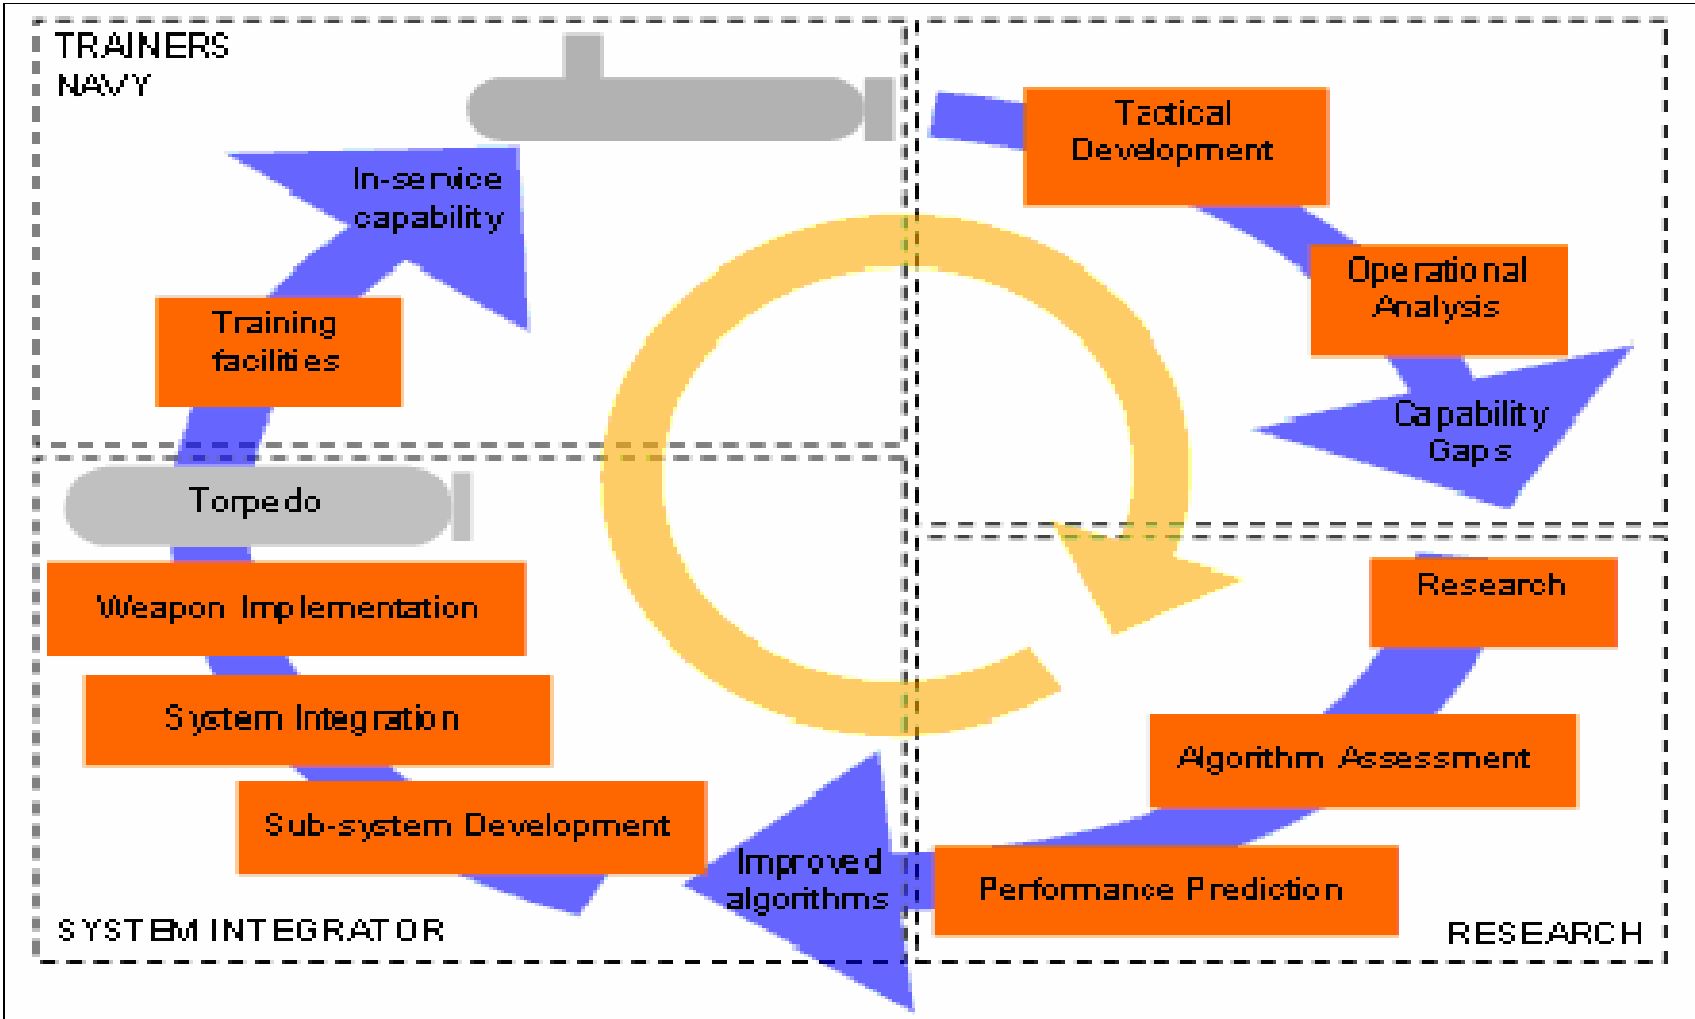 TRAINERS
NAVY
In-service
capability
Training
facilities
Tactical
Development
Operational
Analysis
Capability
Gaps
Torpedo
Weapon Implementation
System Integration
Sub-system Development
Improved
algorithms
SYSTEM INTEGRATOR
Research
Algorithm Assessment
Performance Prediction
RESEARCH